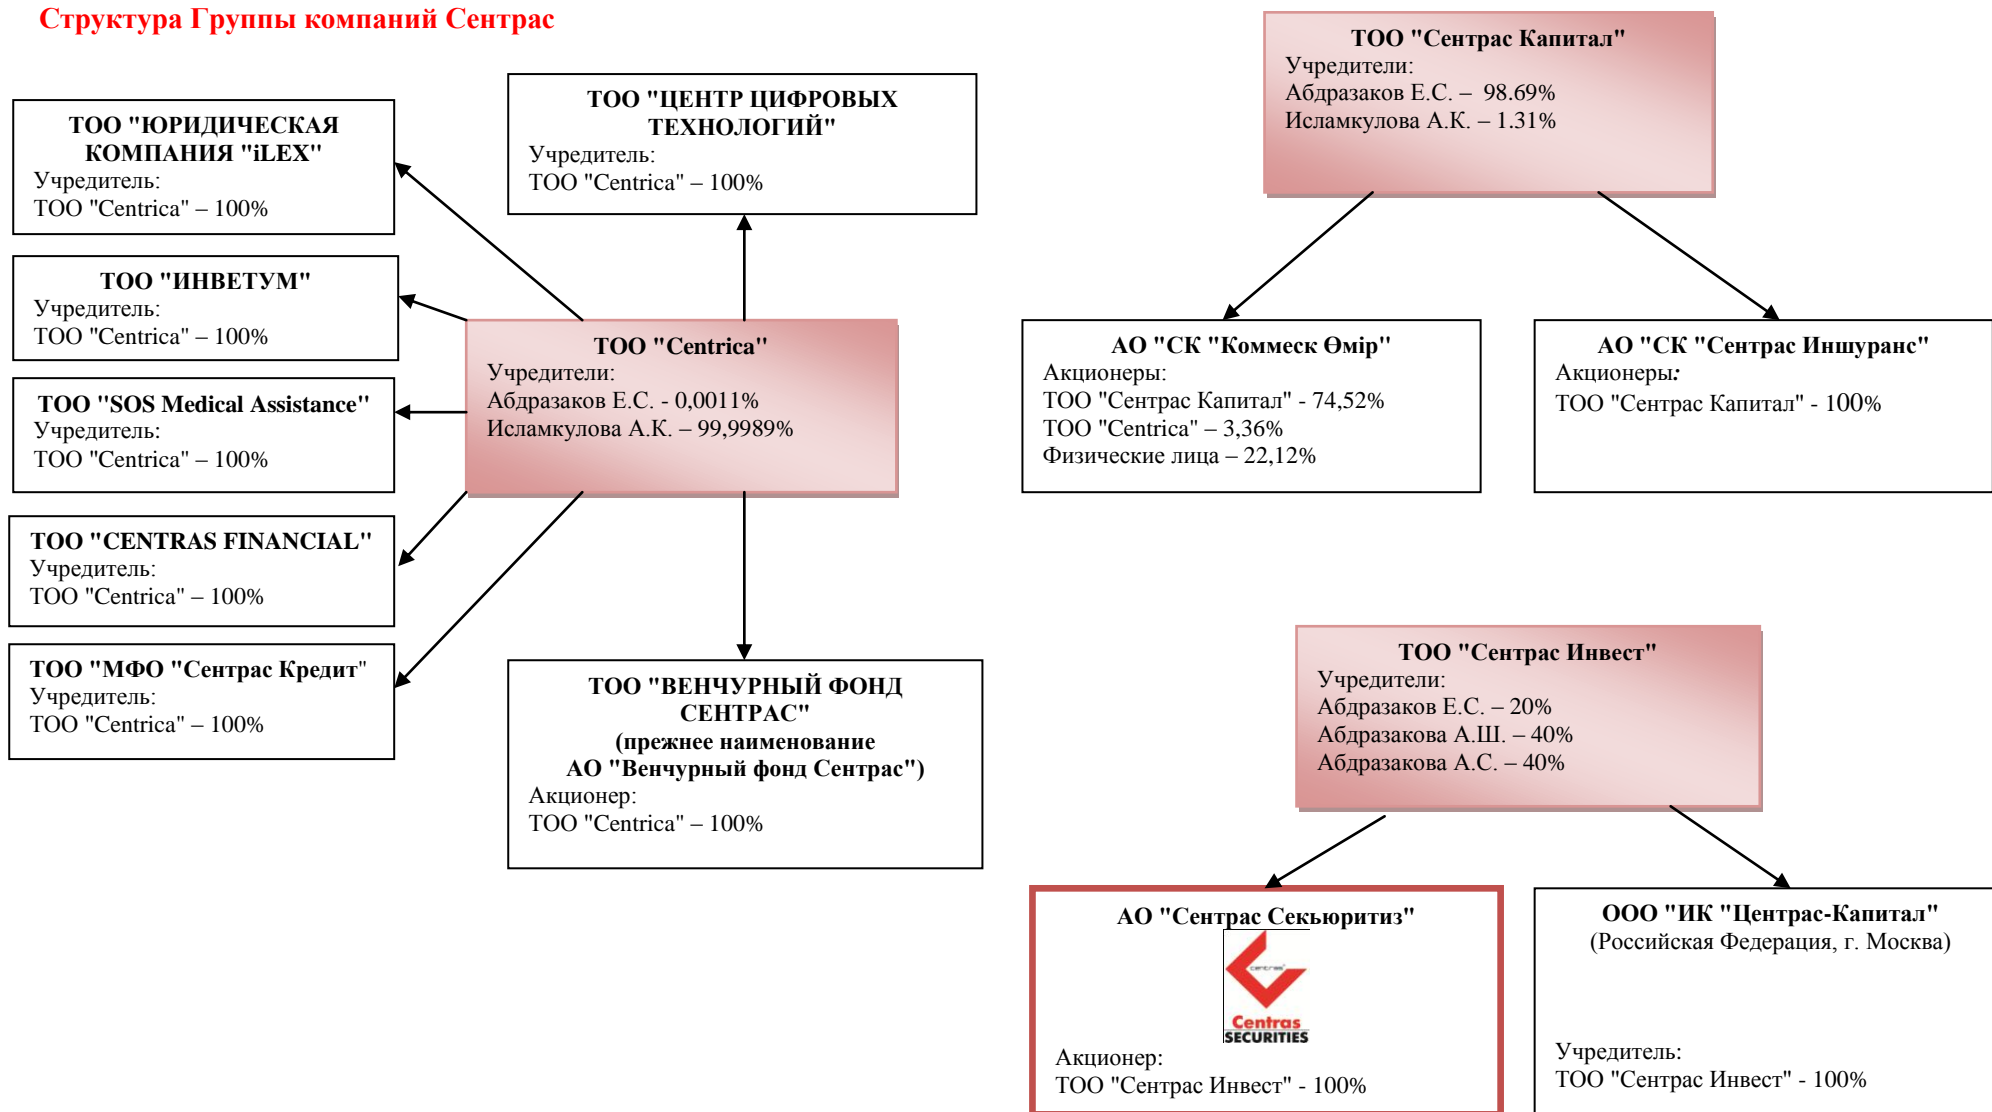 Структура Группы компаний Сентрас
ТОО "ЮРИДИЧЕСКАЯ
КОМПАНИЯ "iLEX"
Учредитель:
ТОО "Centrica" – 100%
ТОО "ЦЕНТР ЦИФРОВЫХ
ТЕХНОЛОГИЙ"
Учредитель:
ТОО "Centrica" – 100%
ТОО "ИНВЕТУМ"
Учредитель:
ТОО "Centrica" – 100%
ТОО "Centrica"
Учредители:
Абдразаков Е.С. - 0,0011%
Исламкулова А.К. – 99,9989%
ТОО "SOS Medical Assistance"
Учредитель:
ТОО "Centrica" – 100%
ТОО "CENTRAS FINANCIAL"
Учредитель:
ТОО "Centrica" – 100%
ТОО "МФО "Сентрас Кредит"
Учредитель:
ТОО "Centrica" – 100%
ТОО "ВЕНЧУРНЫЙ ФОНД
СЕНТРАС"
(прежнее наименование
АО "Венчурный фонд Сентрас")
Акционер:
ТОО "Centrica" – 100%
ТОО "Сентрас Капитал"
Учредители:
Абдразаков Е.С. – 98.69%
Исламкулова А.К. – 1.31%
АО "СК "Коммеск Өмір"
Акционеры:
ТОО "Сентрас Капитал" - 74,52%
ТОО "Centrica" – 3,36%
Физические лица – 22,12%
АО "СК "Сентрас Иншуранс"
Акционеры:
ТОО "Сентрас Капитал" - 100%
ТОО "Сентрас Инвест"
Учредители:
Абдразаков Е.С. – 20%
Абдразакова А.Ш. – 40%
Абдразакова А.С. – 40%
АО "Сентрас Секьюритиз"
centras
Centras
SECURITIES
Акционер:
ТОО "Сентрас Инвест" - 100%
ООО "ИК "Центрас-Капитал"
(Российская Федерация, г. Москва)
Учредитель:
ТОО "Сентрас Инвест" - 100%